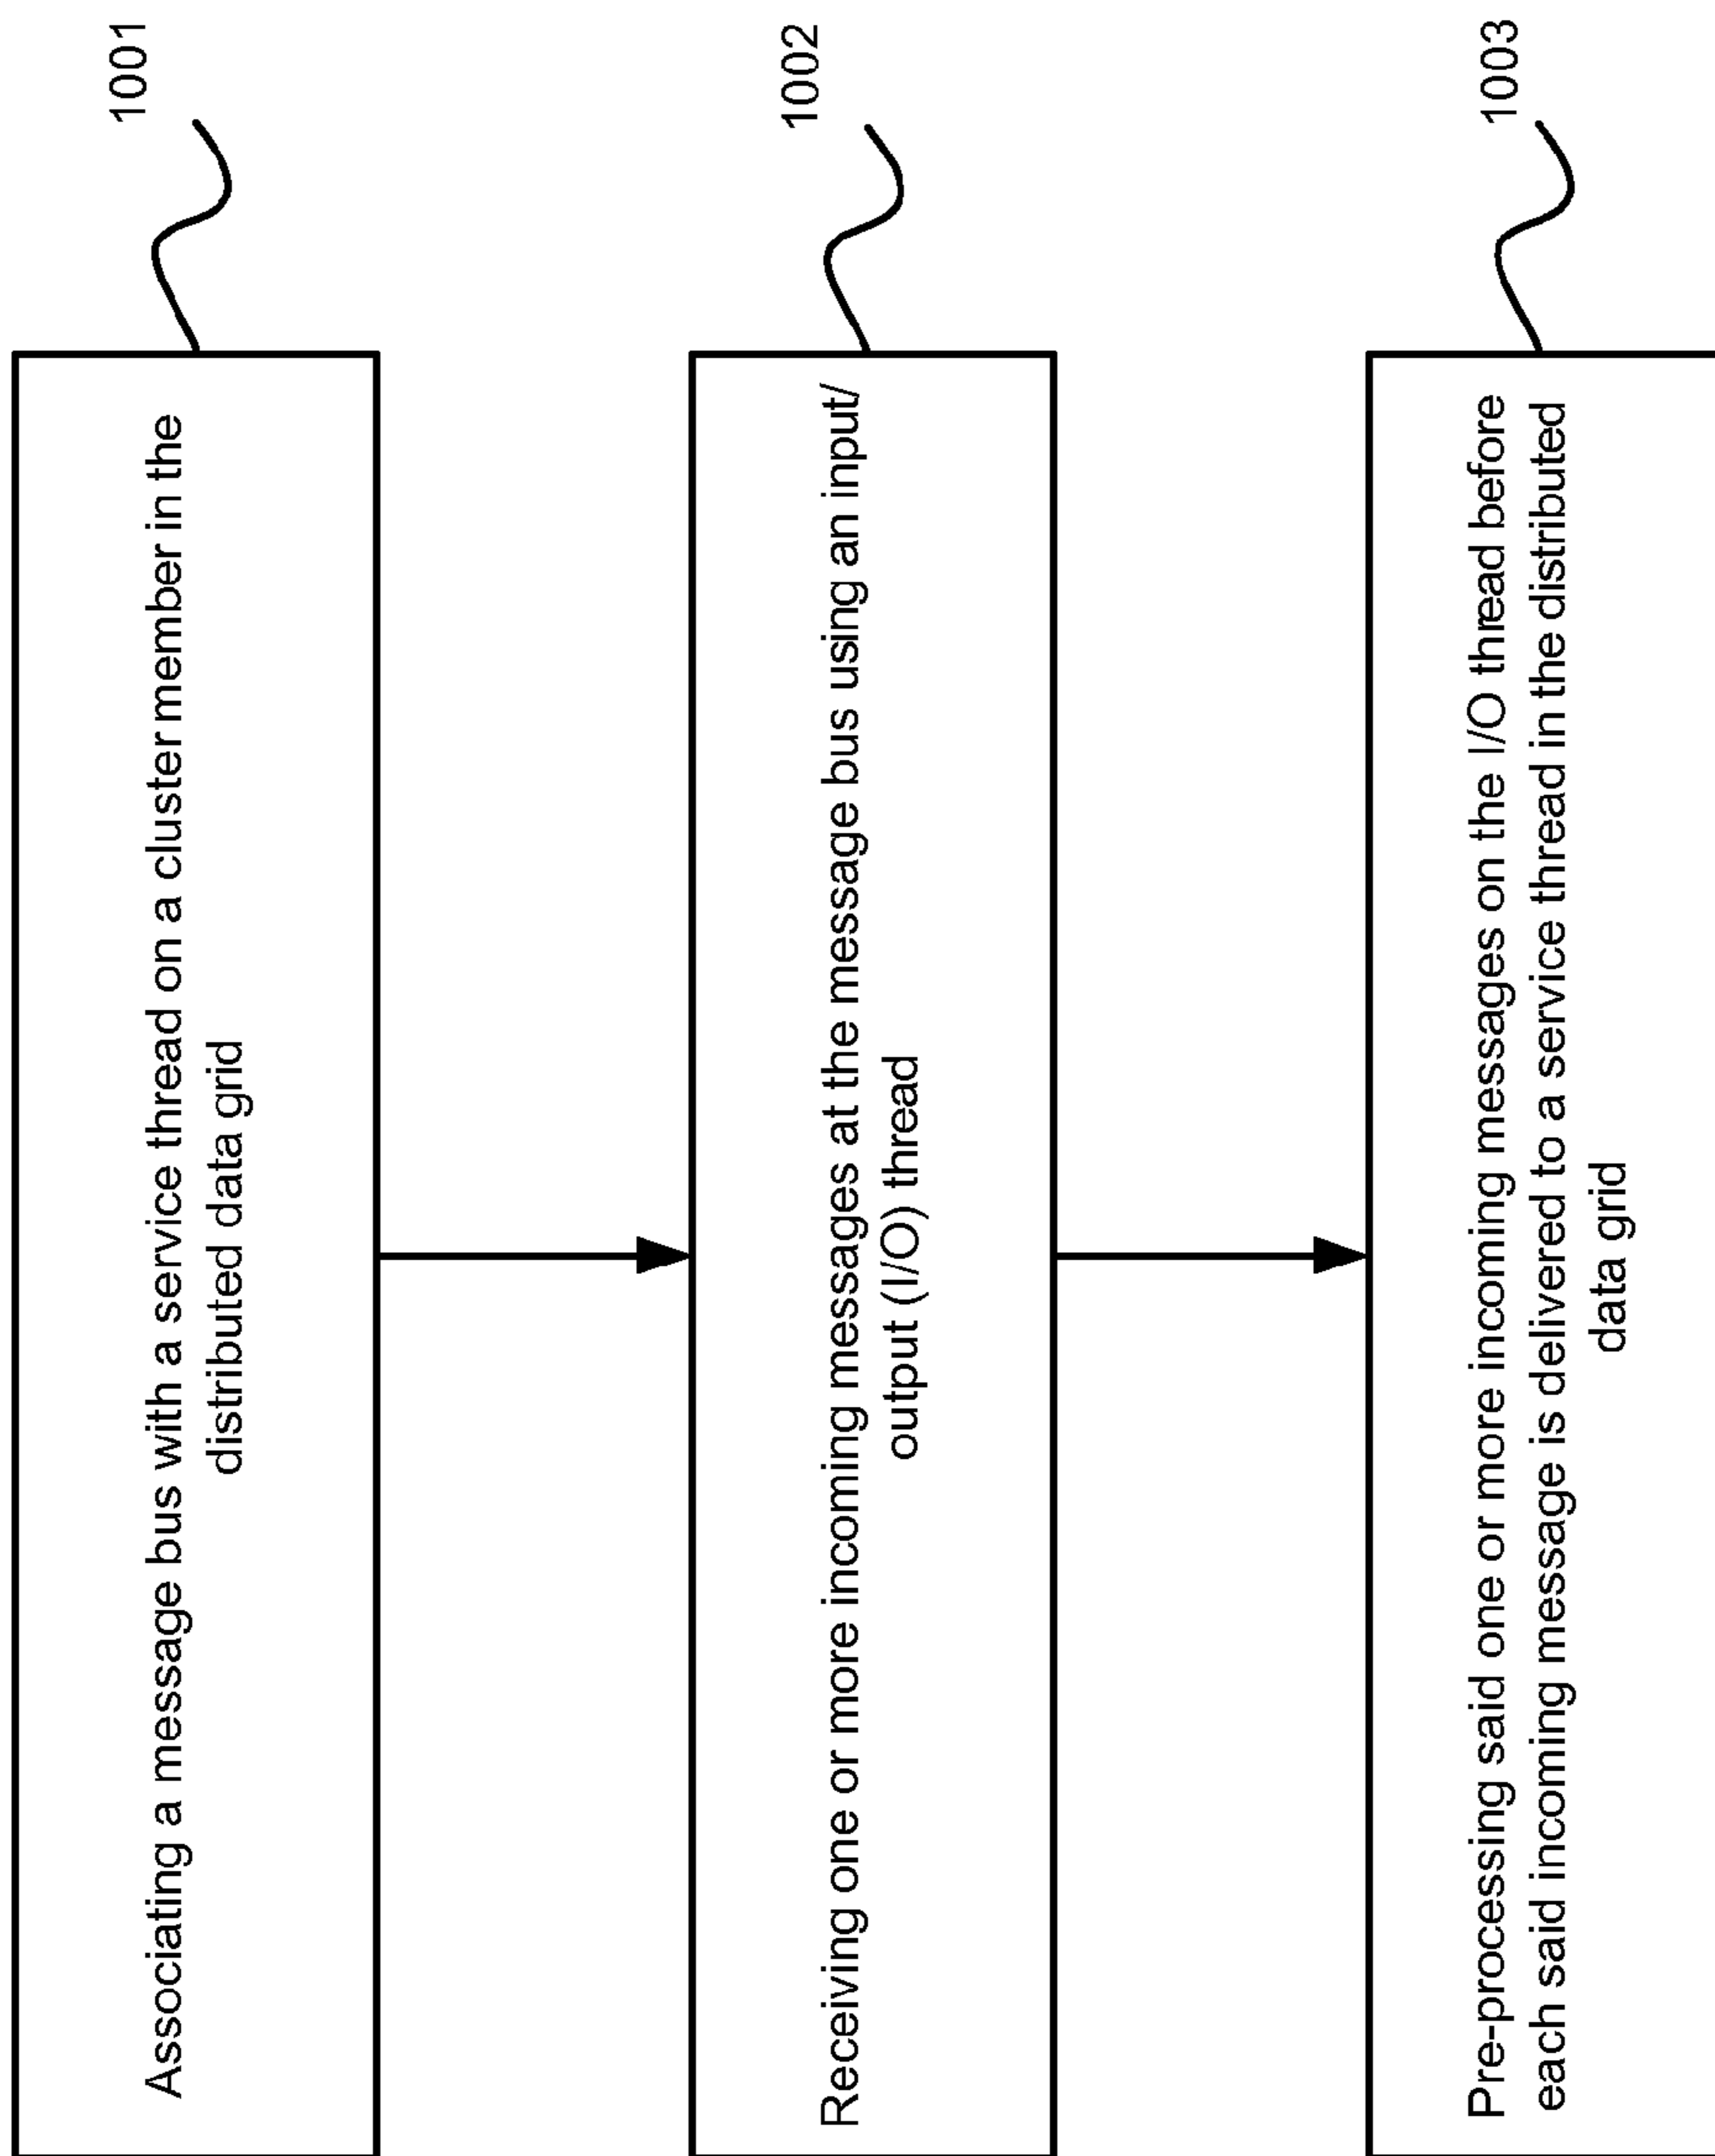 1001
Associating a message bus with a service thread on a cluster member in the
distributed data grid
1002
Receiving one or more incoming messages at the message bus using an input/
output (I/O) thread
1003
Pre-processing said one or more incoming messages on the I/O thread before
each said incoming message is delivered to a service thread in the distributed
data grid